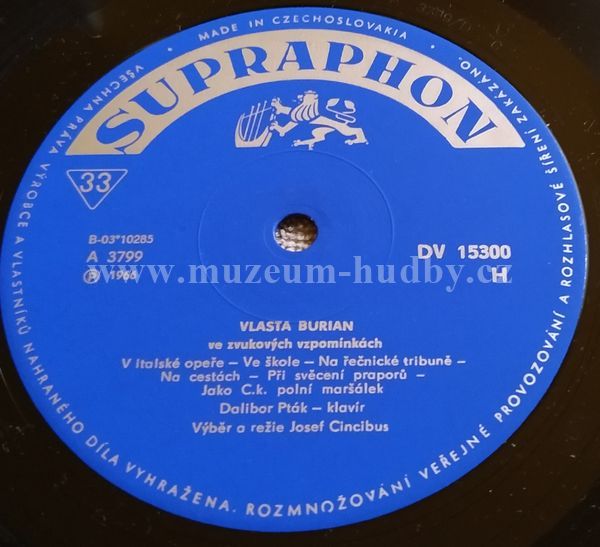 MADE IN CZECHOSLOVAKIA
SUPRAPHON
33
B-03*10285
A 3799
Ⓟ 1966
DV 15300
H
www.muzeum-hudby.cz
VLASTA BURIAN
ve zvukových vzpomínkách
V italské opeře – Ve škole – Na řečnické tribuně –
Na cestách – Při svěcení praporů –
Jako C.k. polní maršálek
Dalibor Pták – klavír
Výběr a režie Josef Cincibus
VŠECHNA PRÁVA VÝROBCE A VLASTNÍKŮ NAHRANÉHO DÍLA VYHRAŽENA. ROZMNOŽOVÁNÍ VEŘEJNÉ PROVOZOVÁNÍ A ROZHLASOVÉ ŠÍŘENÍ ZAKÁZÁNO.